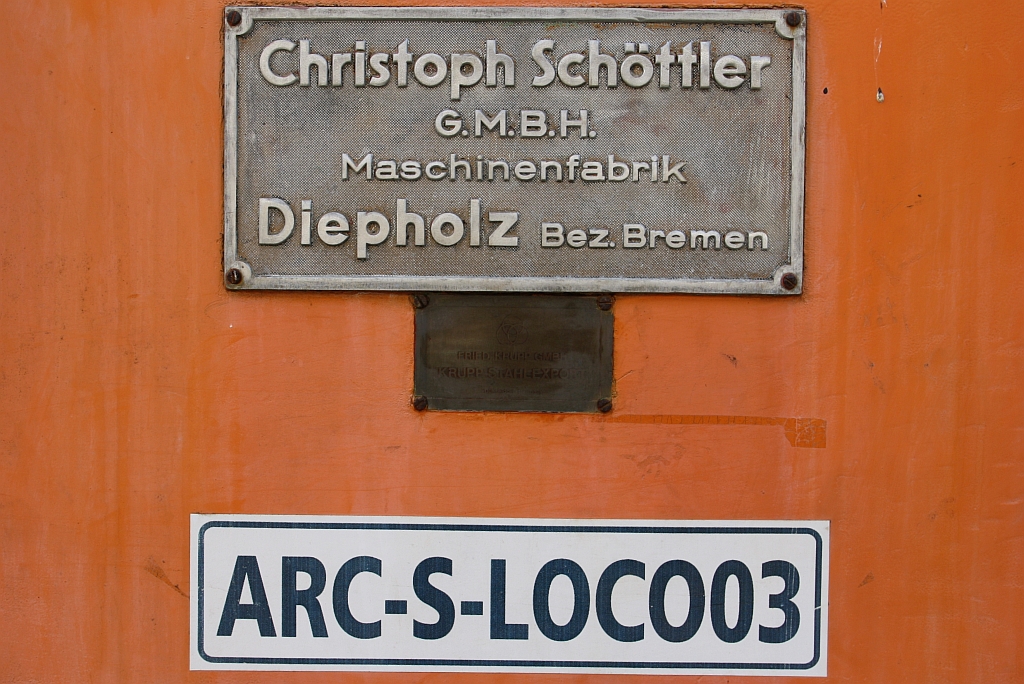 Christoph Schöttler
G.M.B.H.
Maschinenfabrik
Diepholz Bez. Bremen
ARC-S-LOCO03